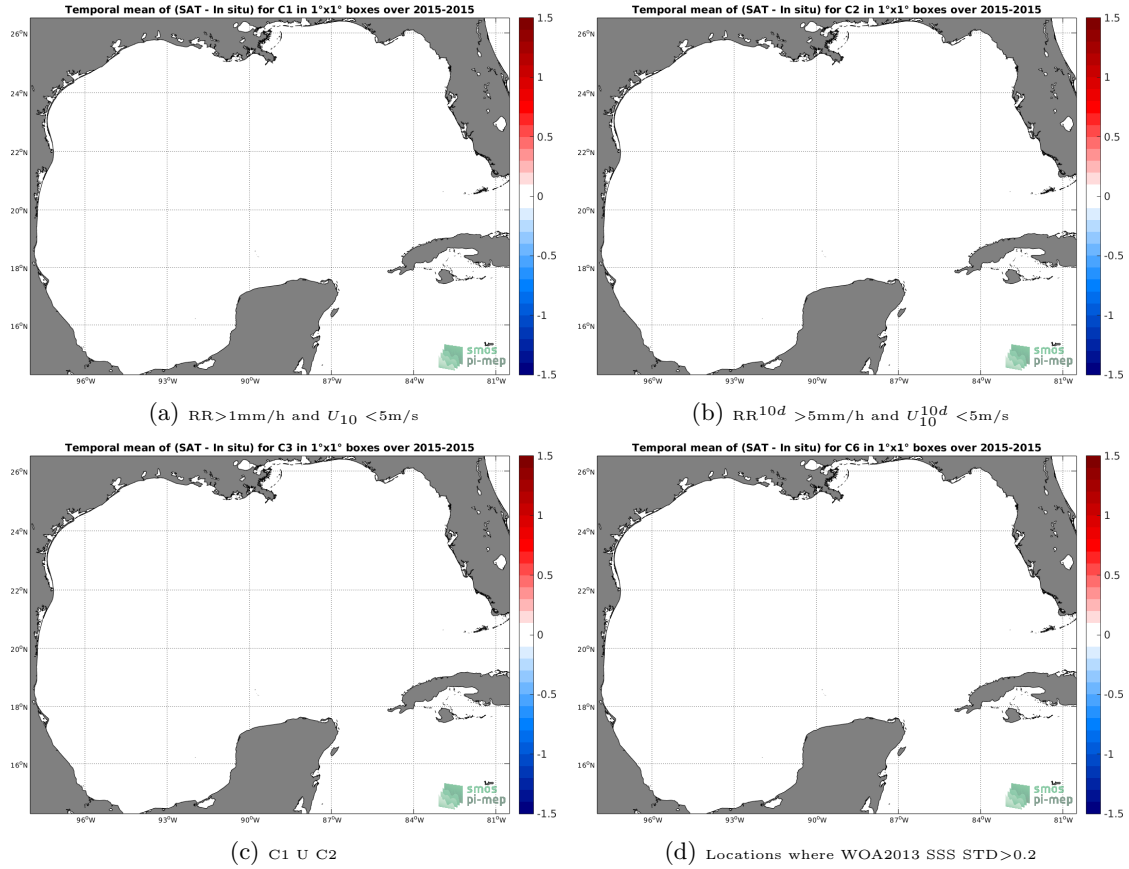 Temporal mean of (SAT - In situ) for C1 in 1°x1° boxes over 2015-2015
1.5
1
0.5
0
-0.5
-1
-1.5
26°N
24°N
22°N
20°N
18°N
16°N
96°W 93°W 90°W 87°W 84°W 81°W
smos
pi-mep
(a) RR>1mm/h and U10 <5m/s
Temporal mean of (SAT - In situ) for C2 in 1°x1° boxes over 2015-2015
1.5
1
0.5
0
-0.5
-1
-1.5
26°N
24°N
22°N
20°N
18°N
16°N
96°W 93°W 90°W 87°W 84°W 81°W
smos
pi-mep
(b) RR^10d >5mm/h and U10^10d <5m/s
Temporal mean of (SAT - In situ) for C3 in 1°x1° boxes over 2015-2015
1.5
1
0.5
0
-0.5
-1
-1.5
26°N
24°N
22°N
20°N
18°N
16°N
96°W 93°W 90°W 87°W 84°W 81°W
smos
pi-mep
(c) C1 U C2
Temporal mean of (SAT - In situ) for C6 in 1°x1° boxes over 2015-2015
1.5
1
0.5
0
-0.5
-1
-1.5
26°N
24°N
22°N
20°N
18°N
16°N
96°W 93°W 90°W 87°W 84°W 81°W
smos
pi-mep
(d) Locations where WOA2013 SSS STD>0.2